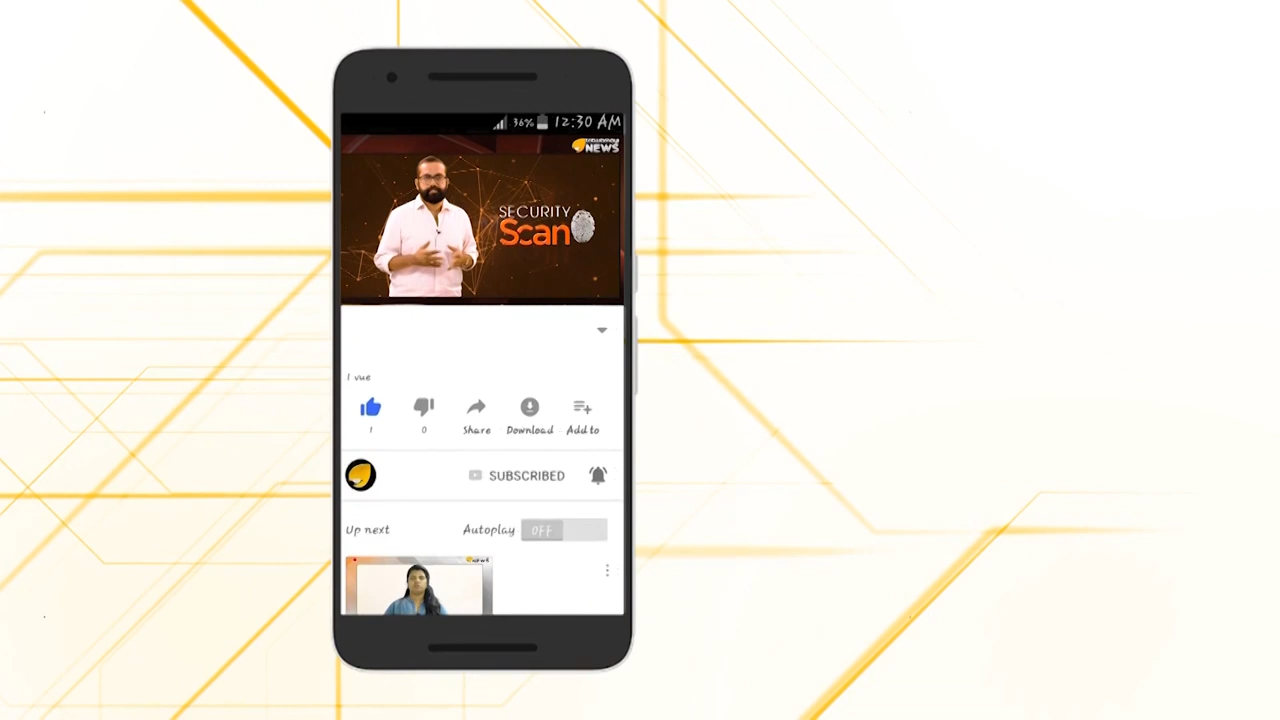 36% 12:30 AM
NEWS
SECURITY
Scan
1 vue
1 0 Share Download Add to
SUBSCRIBED
Up next Autoplay OFF